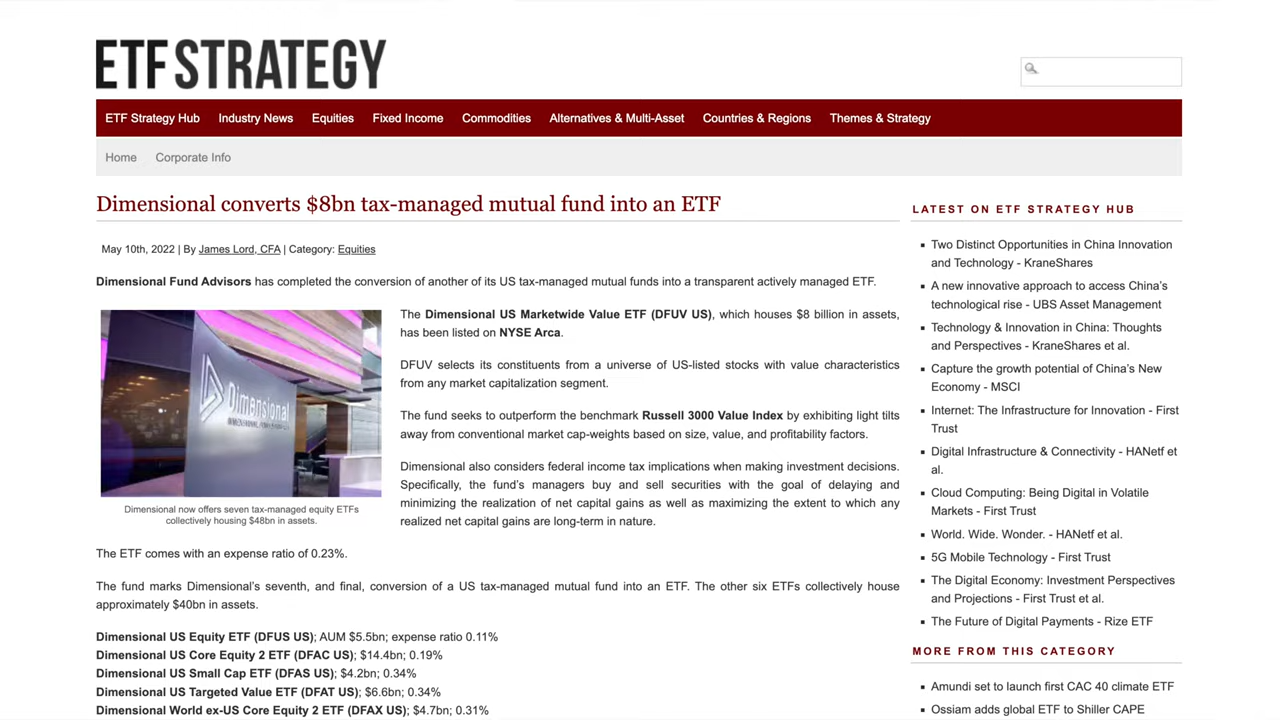 ETF STRATEGY
ETF Strategy Hub Industry News Equities Fixed Income Commodities Alternatives & Multi-Asset Countries & Regions Themes & Strategy
Home Corporate Info
Dimensional converts $8bn tax-managed mutual fund into an ETF
May 10th, 2022 | By James Lord, CFA | Category: Equities
Dimensional Fund Advisors has completed the conversion of another of its US tax-managed mutual funds into a transparent actively managed ETF.
Dimensional
Dimensional now offers seven tax-managed equity ETFs
collectively housing $48bn in assets.
The Dimensional US Marketwide Value ETF (DFUV US), which houses $8 billion in assets,
has been listed on NYSE Arca.
DFUV selects its constituents from a universe of US-listed stocks with value characteristics
from any market capitalization segment.
The fund seeks to outperform the benchmark Russell 3000 Value Index by exhibiting light tilts
away from conventional market cap-weights based on size, value, and profitability factors.
Dimensional also considers federal income tax implications when making investment decisions.
Specifically, the fund's managers buy and sell securities with the goal of delaying and
minimizing the realization of net capital gains as well as maximizing the extent to which any
realized net capital gains are long-term in nature.
The ETF comes with an expense ratio of 0.23%.
The fund marks Dimensional's seventh, and final, conversion of a US tax-managed mutual fund into an ETF. The other six ETFs collectively house
approximately $40bn in assets.
Dimensional US Equity ETF (DFUS US); AUM $5.5bn; expense ratio 0.11%
Dimensional US Core Equity 2 ETF (DFAC US); $14.4bn; 0.19%
Dimensional US Small Cap ETF (DFAS US); $4.2bn; 0.34%
Dimensional US Targeted Value ETF (DFAT US); $6.6bn; 0.34%
Dimensional World ex-US Core Equity 2 ETF (DFAX US); $4.7bn; 0.31%
LATEST ON ETF STRATEGY HUB
Two Distinct Opportunities in China Innovation
and Technology - KraneShares
A new innovative approach to access China's
technological rise - UBS Asset Management
Technology & Innovation in China: Thoughts
and Perspectives - KraneShares et al.
Capture the growth potential of China's New
Economy - MSCI
Internet: The Infrastructure for Innovation - First
Trust
Digital Infrastructure & Connectivity - HANetf et
al.
Cloud Computing: Being Digital in Volatile
Markets - First Trust
World. Wide. Wonder. - HANetf et al.
5G Mobile Technology - First Trust
The Digital Economy: Investment Perspectives
and Projections - First Trust et al.
The Future of Digital Payments - Rize ETF
MORE FROM THIS CATEGORY
Amundi set to launch first CAC 40 climate ETF
Ossiam adds global ETF to Shiller CAPE